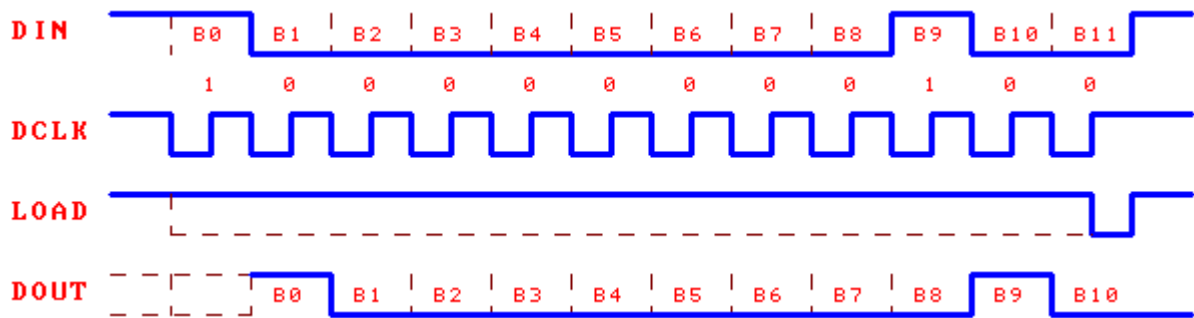 DIN B0 B1 B2 B3 B4 B5 B6 B7 B8 B9 B10 B11
1 0 0 0 0 0 0 0 0 1 0 0
DCLK
LOAD
DOUT B0 B1 B2 B3 B4 B5 B6 B7 B8 B9 B10